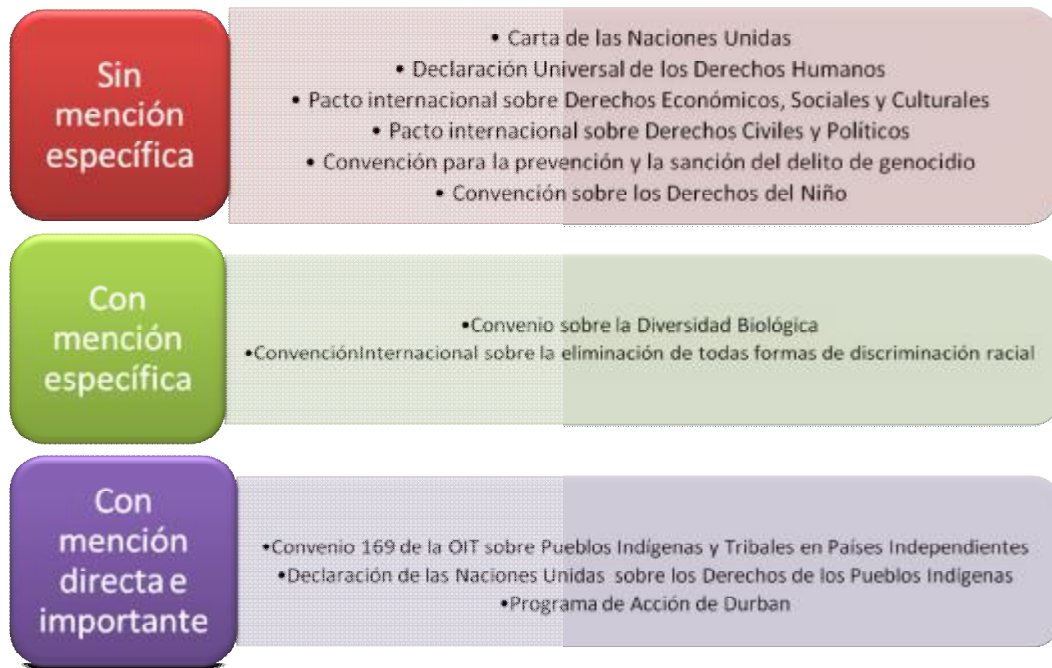 Sin
mención
específica
• Carta de las Naciones Unidas
• Declaración Universal de los Derechos Humanos
• Pacto internacional sobre Derechos Económicos, Sociales y Culturales
• Pacto internacional sobre Derechos Civiles y Políticos
• Convención para la prevención y la sanción del delito de genocidio
• Convención sobre los Derechos del Niño
Con
mención
específica
•Convenio sobre la Diversidad Biológica
•ConvenciónInternacional sobre la eliminación de todas formas de discriminación racial
Con
mención
directa e
importante
•Convenio 169 de la OIT sobre Pueblos Indígenas y Tribales en Países Independientes
•Declaración de las Naciones Unidas sobre los Derechos de los Pueblos Indígenas
•Programa de Acción de Durban